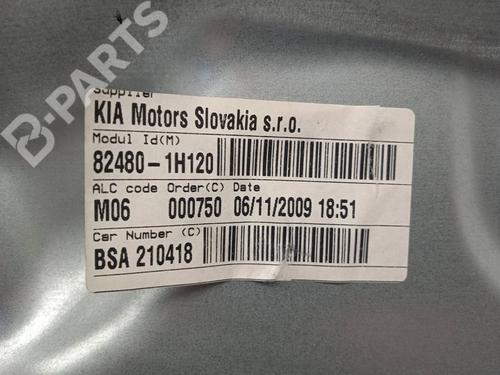 B-PARTS
Supplier
KIA Motors Slovakia s.r.o.
Modul Id(M)
82480-1H120
ALC code Order(C) Date
M06 000750 06/11/2009 18:51
Car Number (C)
BSA 210418
B-PARTS